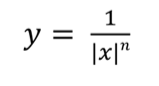 y = 1/|x|ⁿ